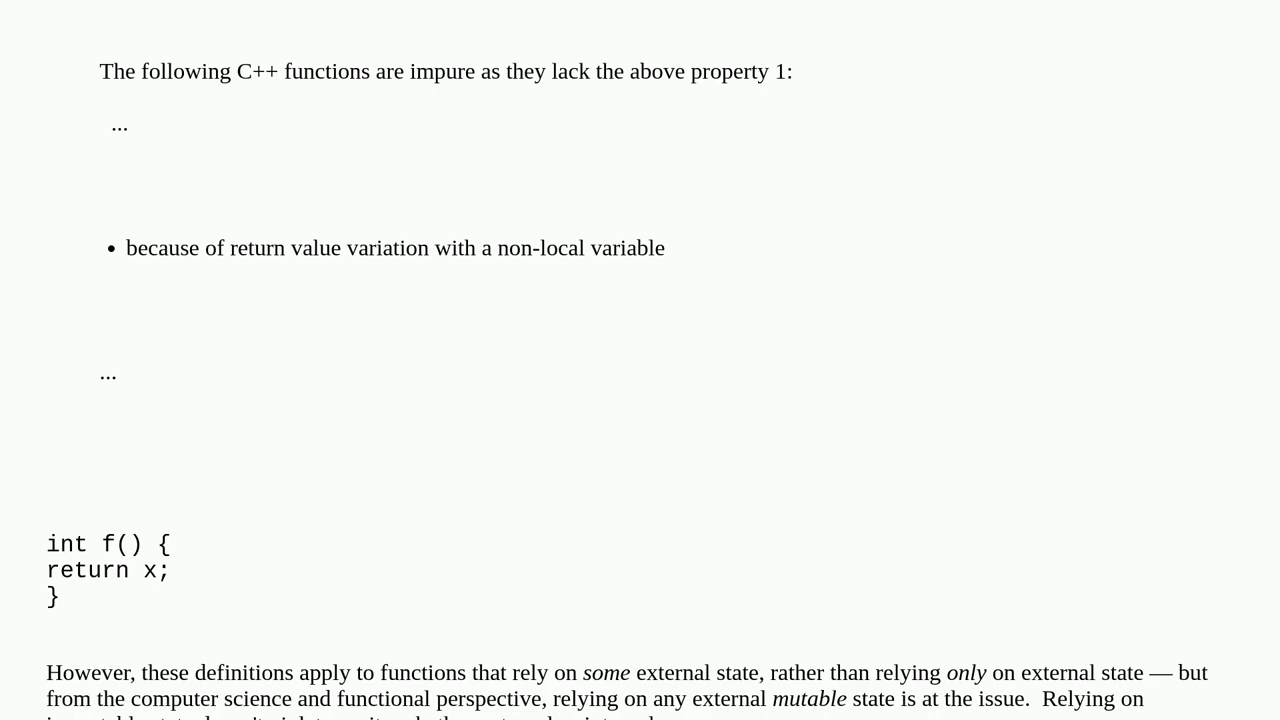 The following C++ functions are impure as they lack the above property 1:
...
• because of return value variation with a non-local variable
...
int f() {
return x;
}
However, these definitions apply to functions that rely on some external state, rather than relying only on external state — but
from the computer science and functional perspective, relying on any external mutable state is at the issue.  Relying on